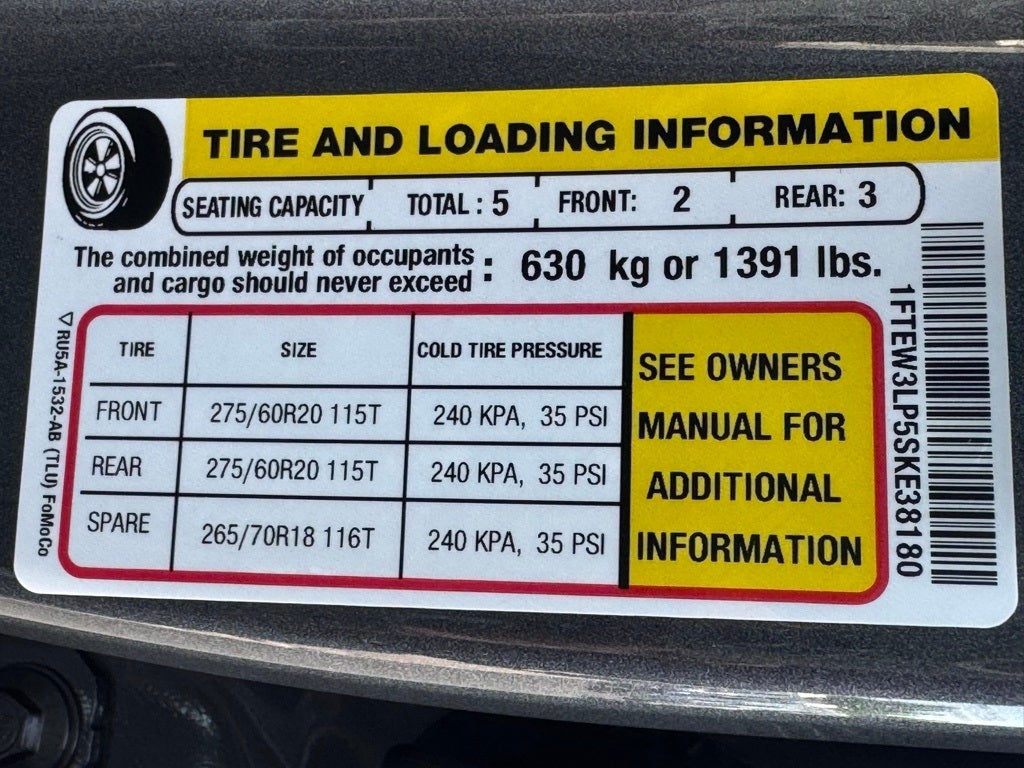 TIRE AND LOADING INFORMATION
SEATING CAPACITY TOTAL : 5 FRONT: 2 REAR: 3
The combined weight of occupants
and cargo should never exceed : 630 kg or 1391 lbs.
TIRE SIZE COLD TIRE PRESSURE
FRONT 275/60R20 115T 240 KPA, 35 PSI
REAR 275/60R20 115T 240 KPA, 35 PSI
SPARE 265/70R18 116T 240 KPA, 35 PSI
SEE OWNERS
MANUAL FOR
ADDITIONAL
INFORMATION
1FTEW3LP5SKE38180
RU5A-1532-AB (TLU) FoMoCo